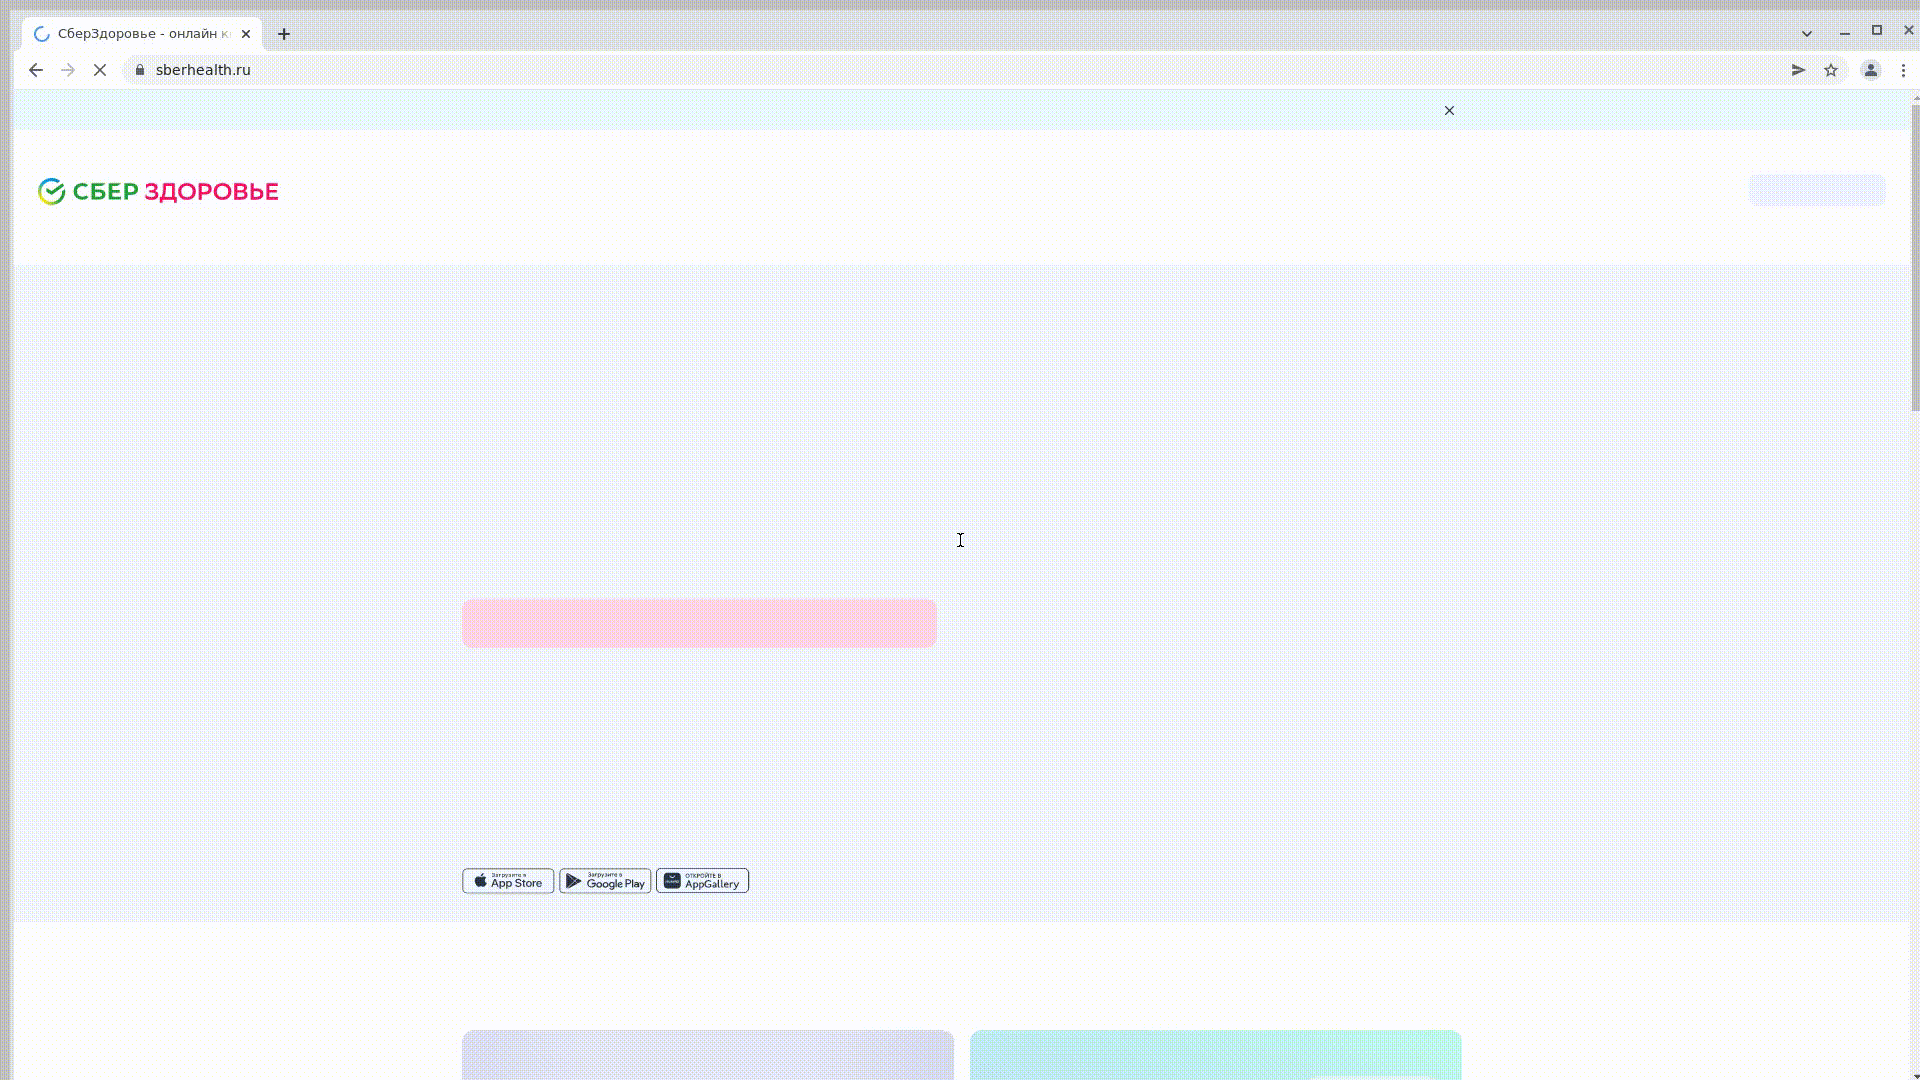 СберЗдоровье - онлайн к
sberhealth.ru
СБЕР ЗДОРОВЬЕ
Загрузите в
App Store
Загрузите в
Google Play
ОТКРОЙТЕ В
AppGallery